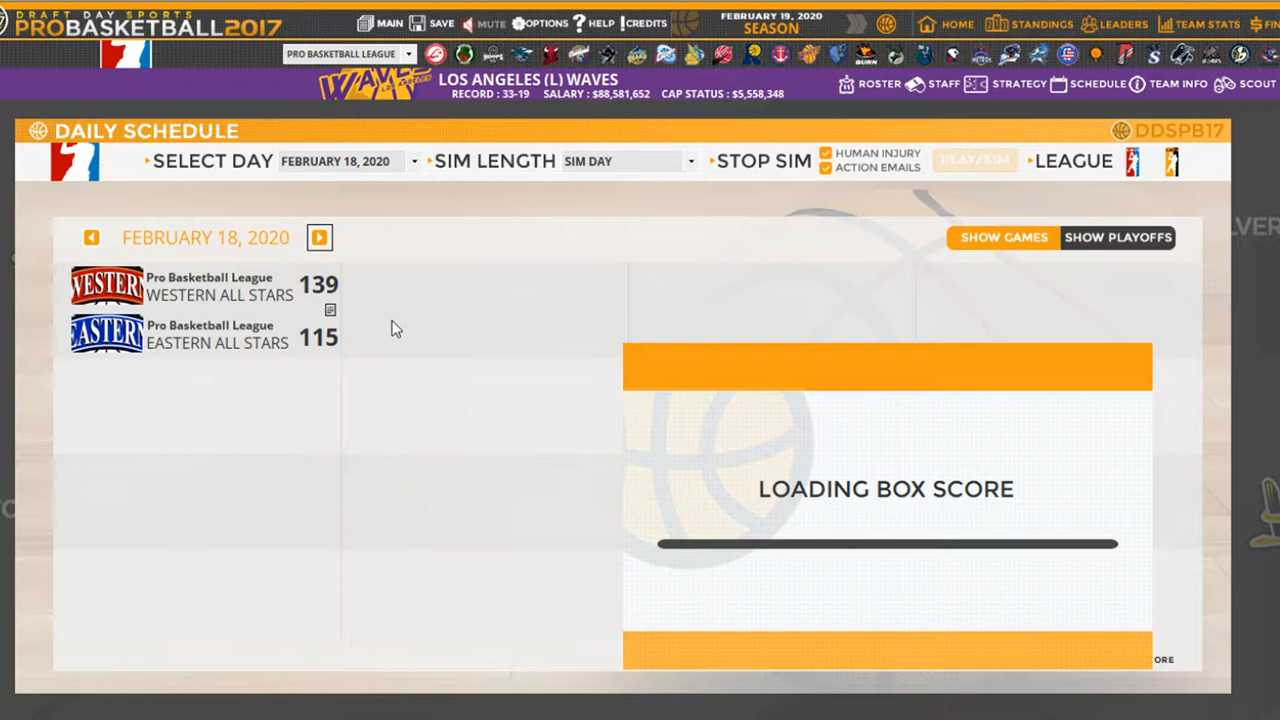 DRAFT DAY SPORTS
PROBASKETBALL2017
MAIN SAVE MUTE OPTIONS ? HELP ! CREDITS
FEBRUARY 19, 2020
SEASON
HOME STANDINGS LEADERS TEAM STATS $ FIN
PRO BASKETBALL LEAGUE
BURN
WAVES
LOS ANGELES (L) WAVES
RECORD : 33-19 SALARY : $88,581,652 CAP STATUS : $5,558,348
ROSTER STAFF STRATEGY SCHEDULE TEAM INFO SCOUT
DAILY SCHEDULE
DDSPB17
SELECT DAY FEBRUARY 18, 2020 SIM LENGTH SIM DAY STOP SIM HUMAN INJURY ACTION EMAILS PLAY/SIM LEAGUE
FEBRUARY 18, 2020
SHOW GAMES SHOW PLAYOFFS
WESTERN
Pro Basketball League
WESTERN ALL STARS 139
EASTERN
Pro Basketball League
EASTERN ALL STARS 115
LOADING BOX SCORE
ORE